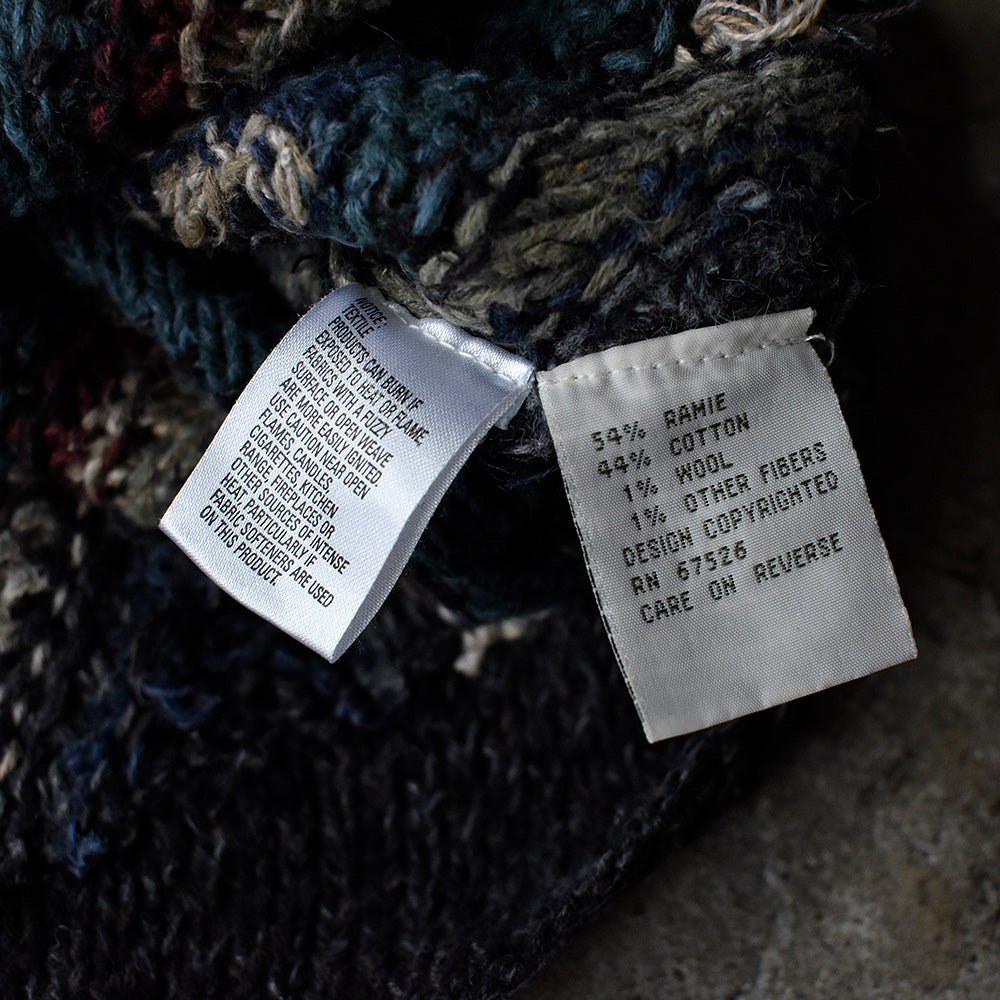 NOTICE:
TEXTILE
PRODUCTS CAN BURN IF
EXPOSED TO HEAT OR FLAME
FABRICS WITH A FUZZY
SURFACE OR OPEN WEAVE
ARE MORE EASILY IGNITED.
USE CAUTION NEAR OPEN
FLAMES, CANDLES,
CIGARETTES, KITCHEN
RANGE, FIREPLACES OR
OTHER SOURCES OF INTENSE
HEAT, PARTICULARLY IF
FABRIC SOFTENERS ARE USED
ON THIS PRODUCT.
54% RAMIE
44% COTTON
1% WOOL
1% OTHER FIBERS
DESIGN COPYRIGHTED
RN 67526
CARE ON REVERSE